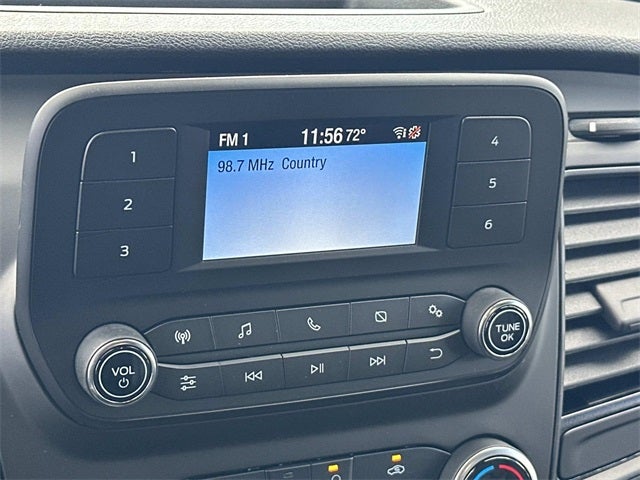 FM 1 11:56 72°
98.7 MHz Country
1
2
3
4
5
6
VOL
TUNE
OK